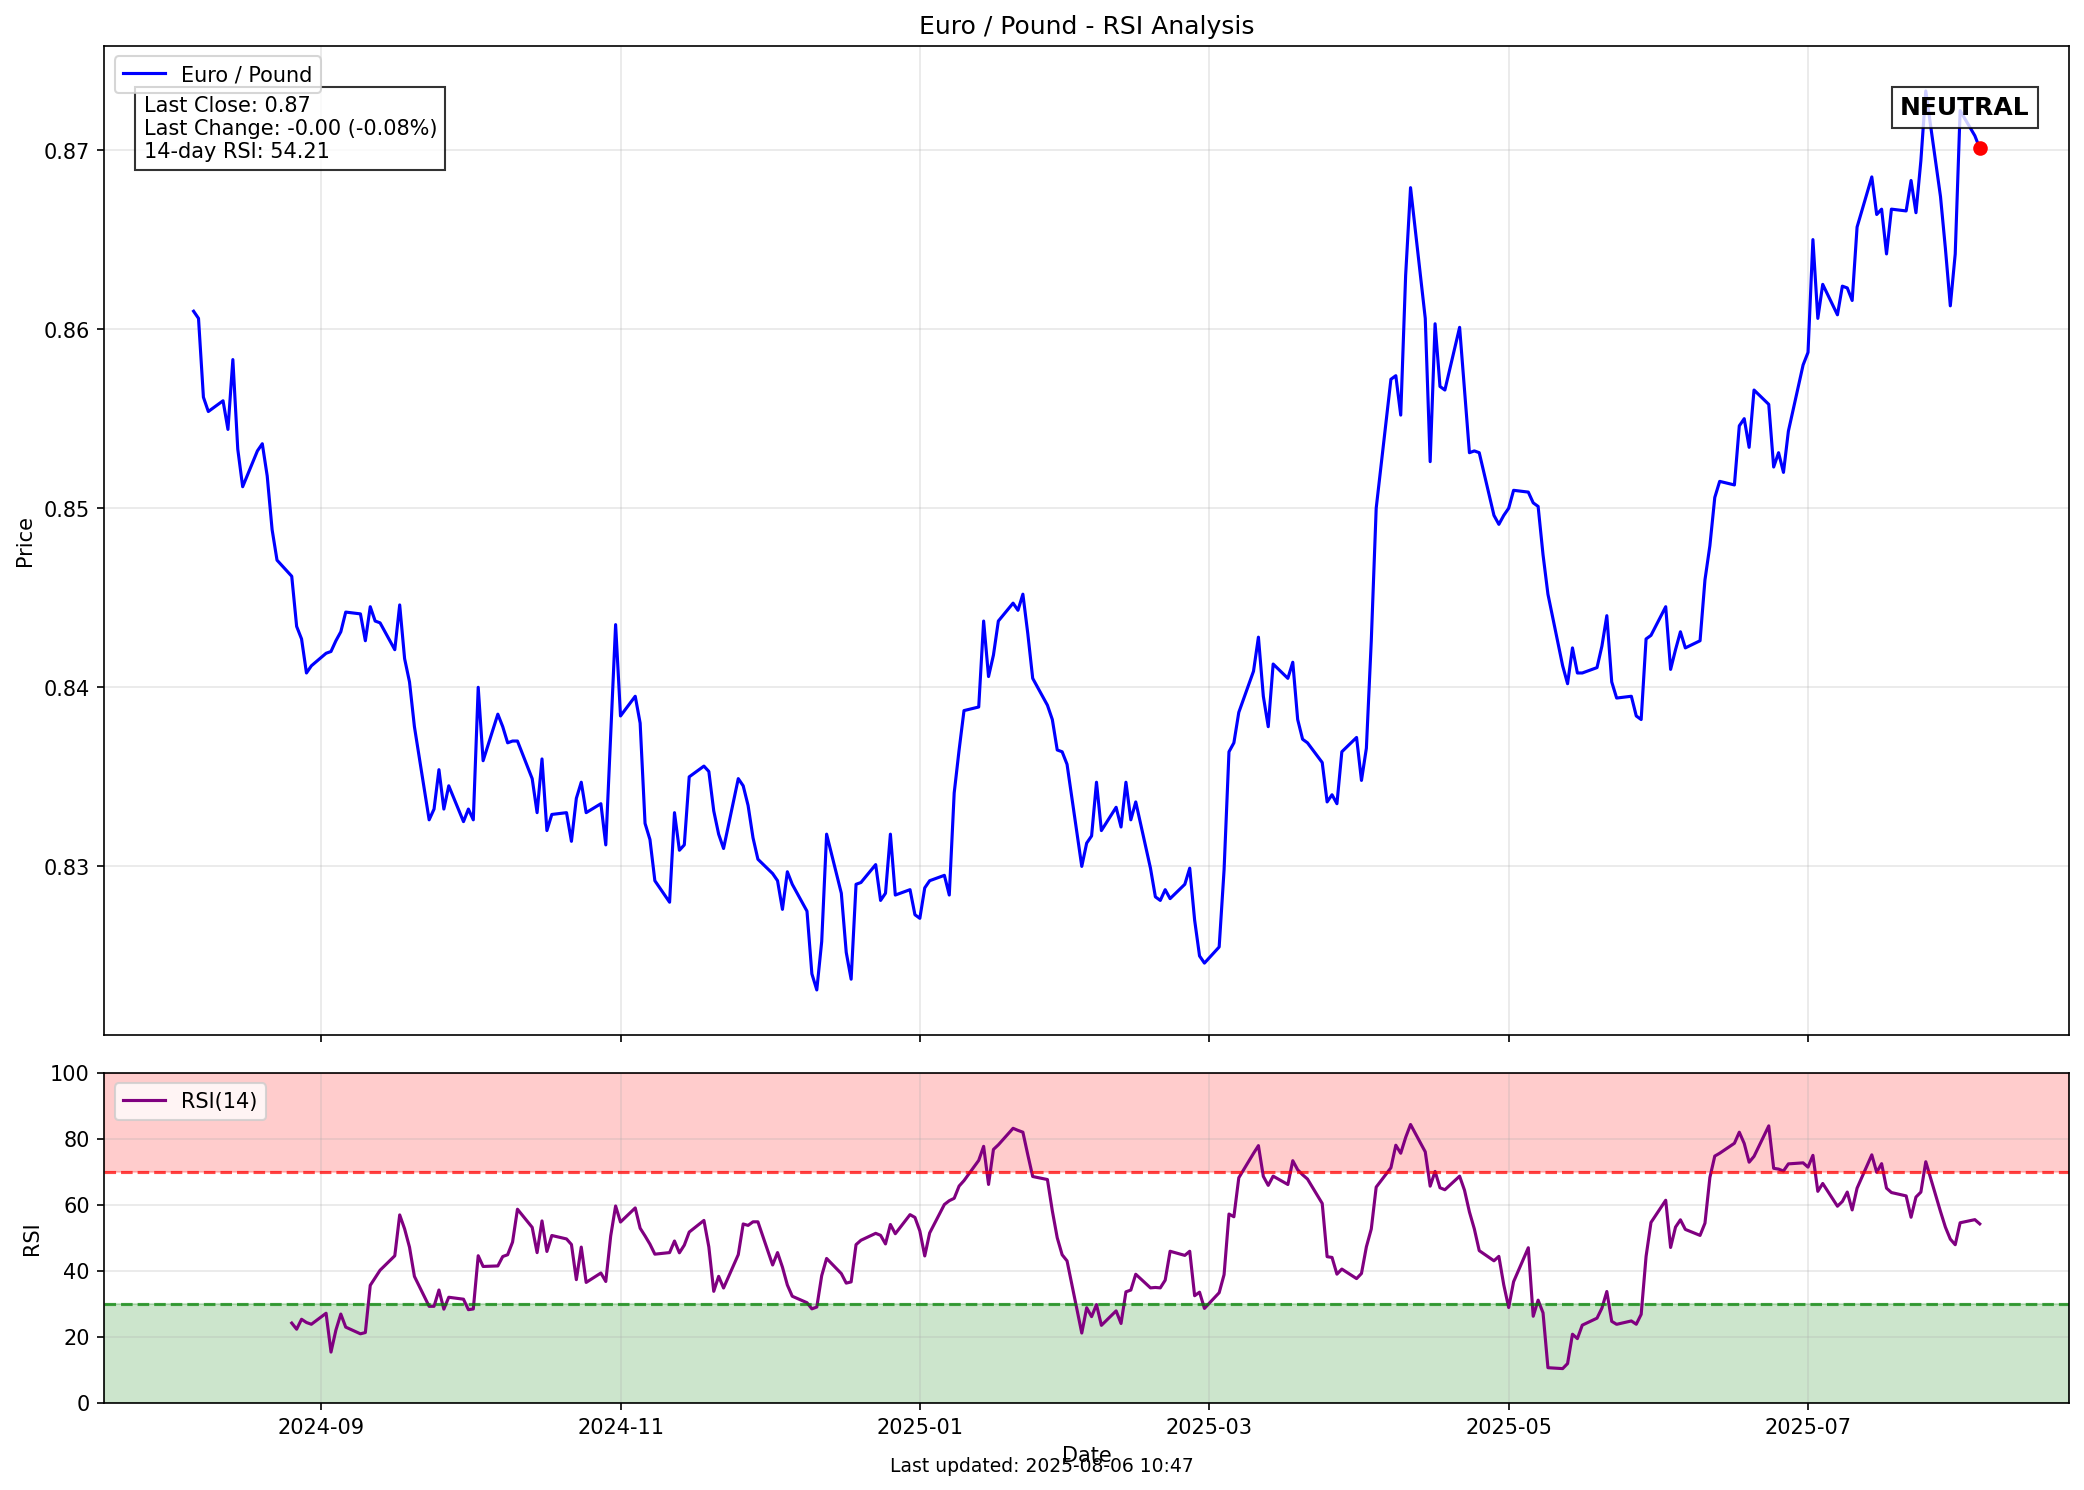 Euro / Pound - RSI Analysis
Euro / Pound
Last Close: 0.87
Last Change: -0.00 (-0.08%)
14-day RSI: 54.21
NEUTRAL
Price
0.87
0.86
0.85
0.84
0.83
RSI(14)
RSI
100
80
60
40
20
0
2024-09 2024-11 2025-01 2025-03 2025-05 2025-07
Date
Last updated: 2025-08-06 10:47